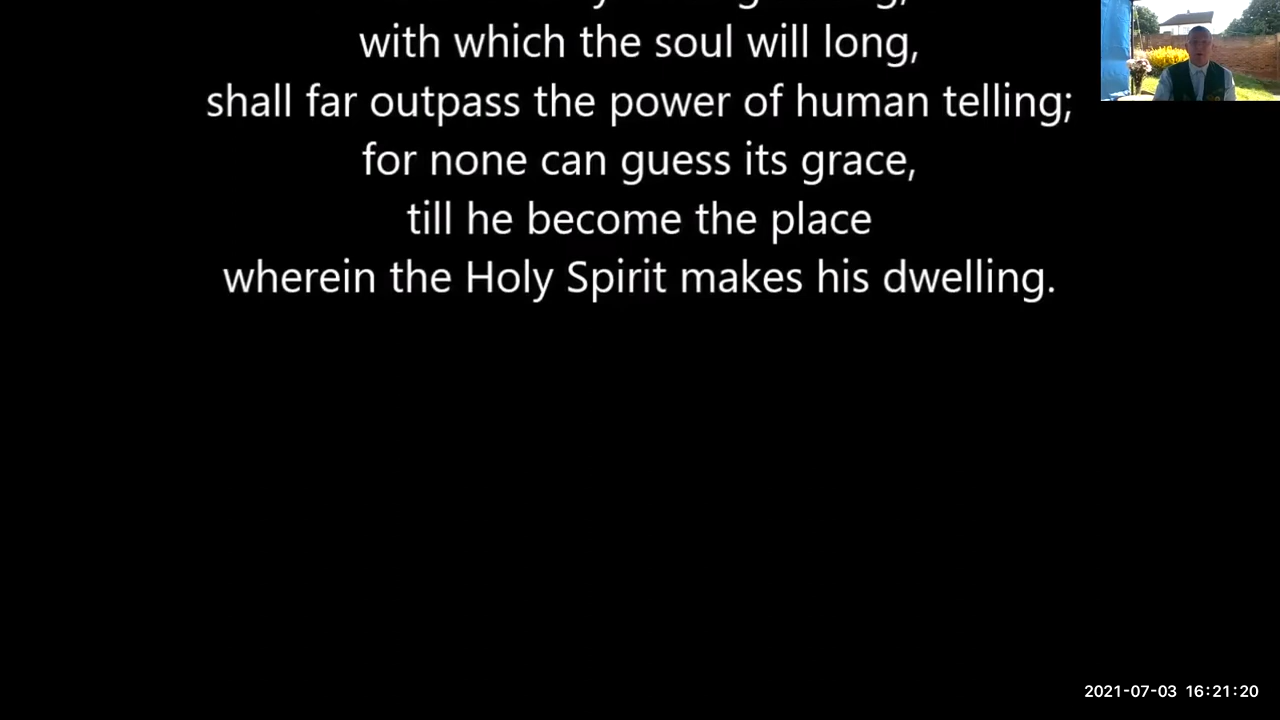 with which the soul will long,
shall far outpass the power of human telling;
for none can guess its grace,
till he become the place
wherein the Holy Spirit makes his dwelling.
2021-07-03 16:21:20